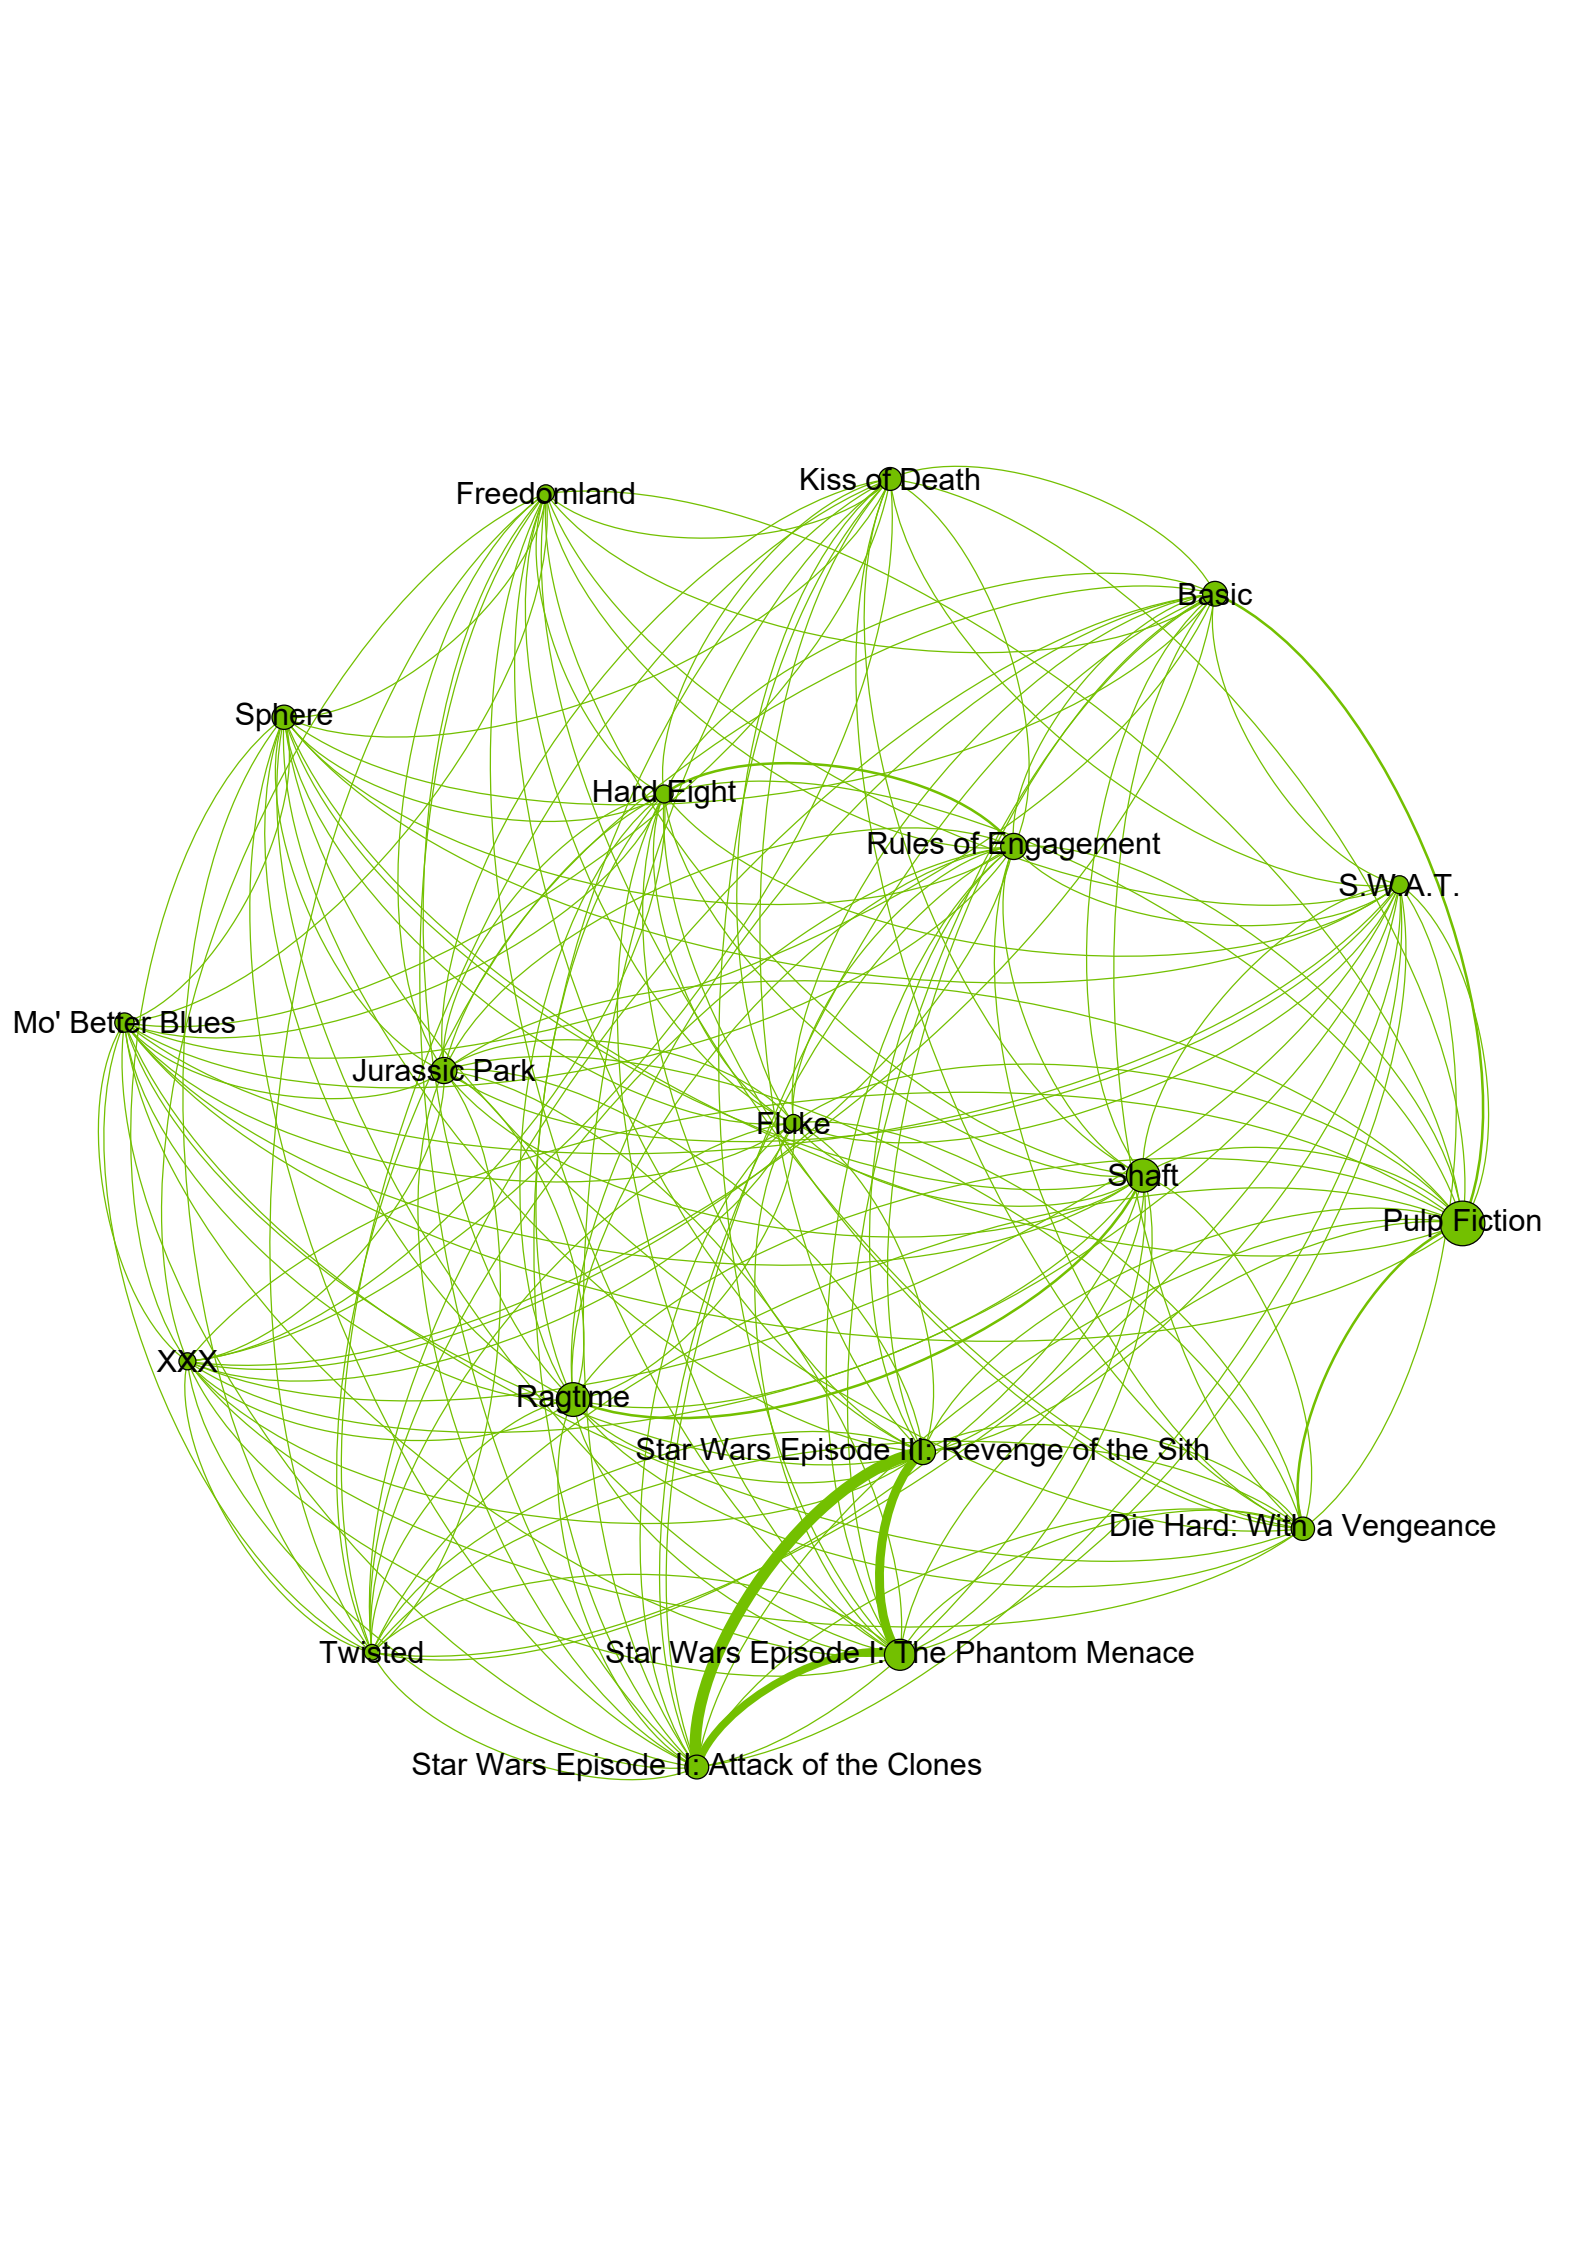 Kiss of Death
Freedomland
Basic
Sphere
Hard Eight
Rules of Engagement
S.W.A.T.
Mo' Better Blues
Jurassic Park
Fluke
Shaft
Pulp Fiction
XXX
Ragtime
Star Wars Episode III: Revenge of the Sith
Die Hard: With a Vengeance
Twisted
Star Wars Episode I: The Phantom Menace
Star Wars Episode II: Attack of the Clones